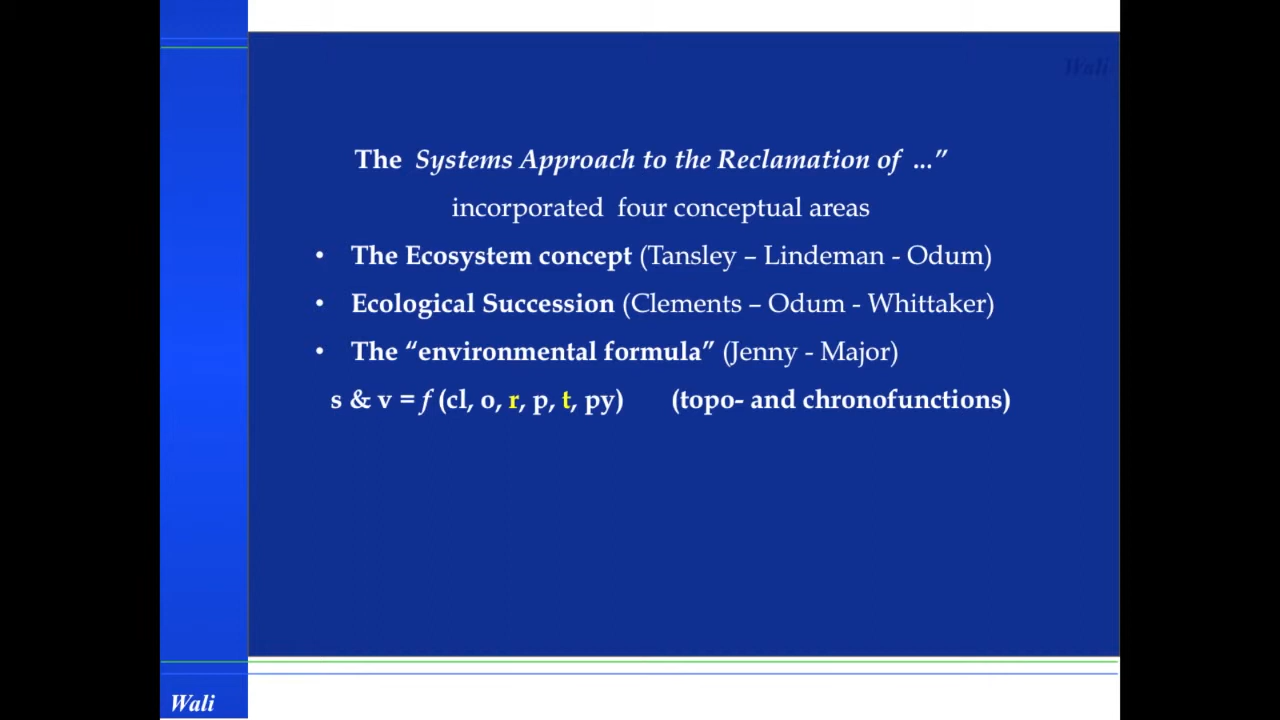 Wali
The Systems Approach to the Reclamation of ...”
incorporated four conceptual areas
• The Ecosystem concept (Tansley – Lindeman - Odum)
• Ecological Succession (Clements – Odum - Whittaker)
• The “environmental formula” (Jenny - Major)
s & v = f (cl, o, r, p, t, py) (topo- and chronofunctions)
Wali